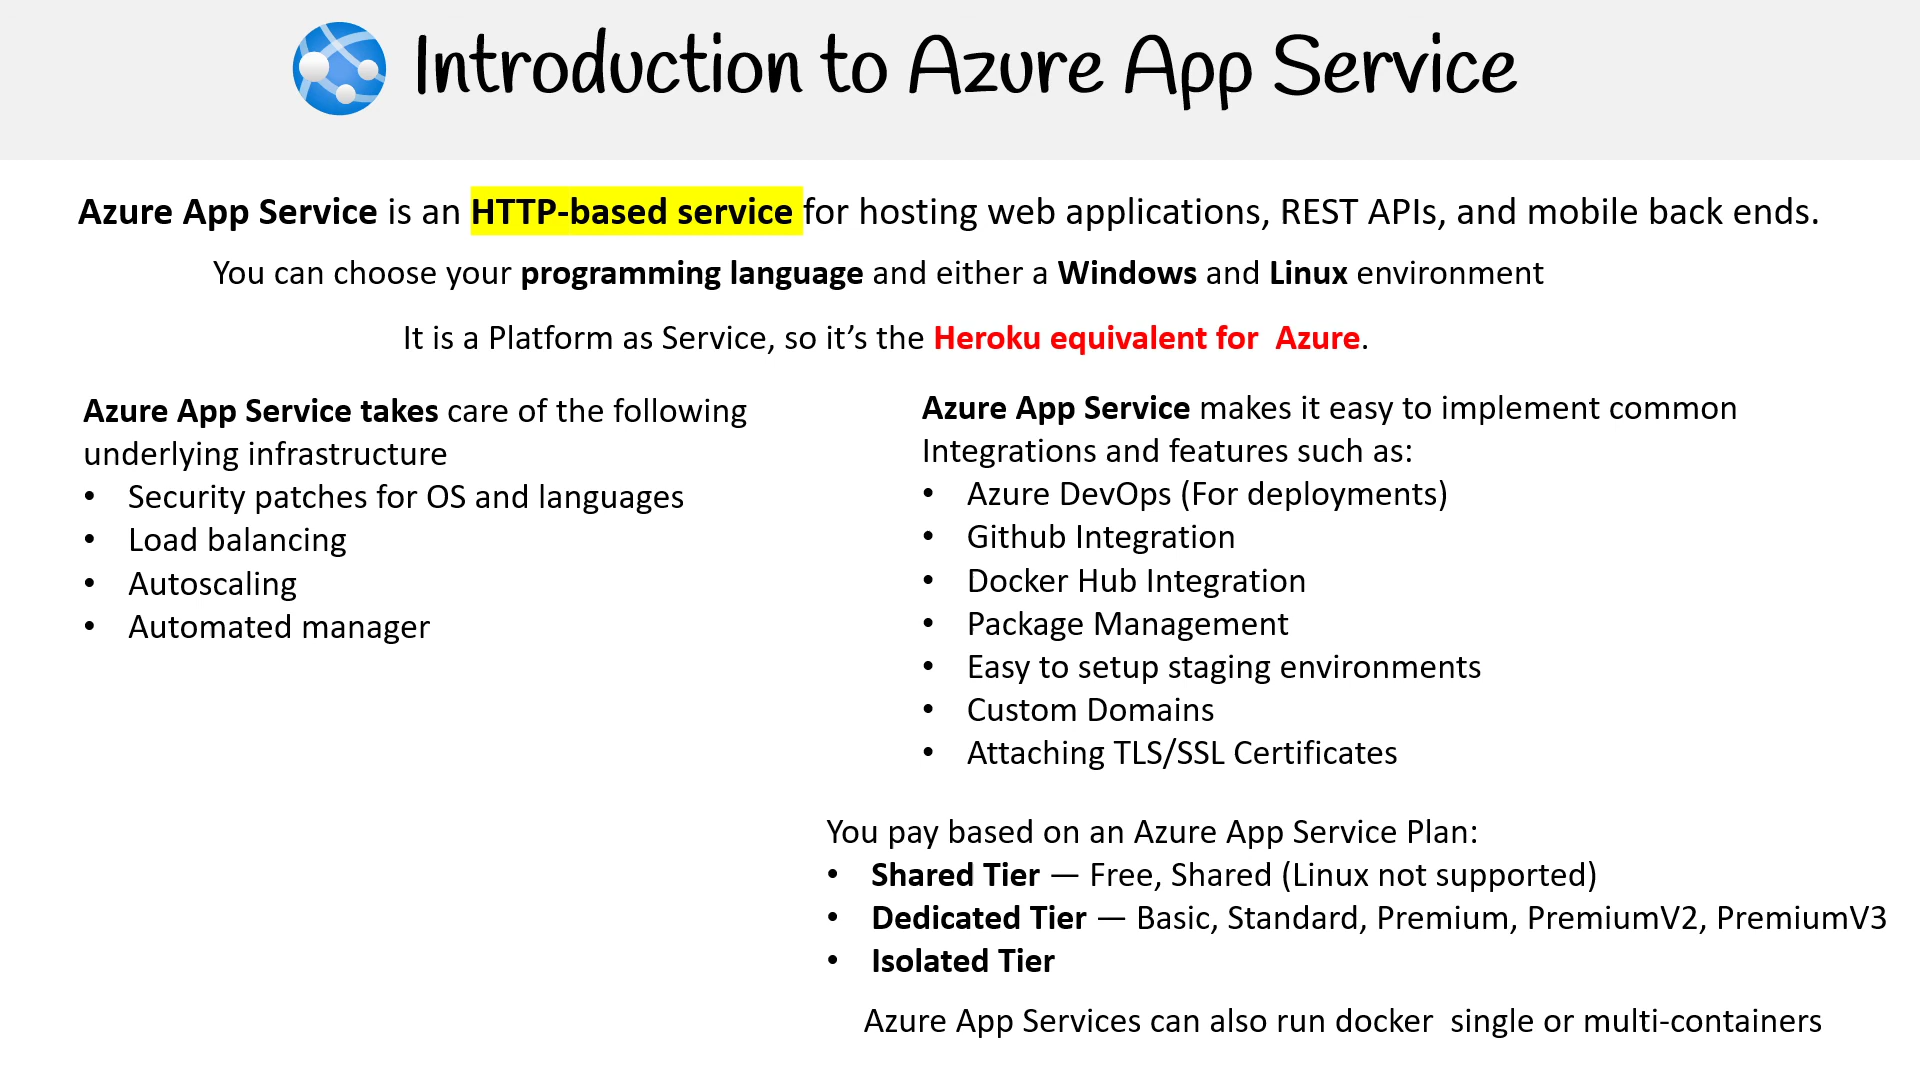 Introduction to Azure App Service
Azure App Service is an HTTP-based service for hosting web applications, REST APIs, and mobile back ends.
You can choose your programming language and either a Windows and Linux environment
It is a Platform as Service, so it’s the Heroku equivalent for  Azure.
Azure App Service takes care of the following
underlying infrastructure
• Security patches for OS and languages
• Load balancing
• Autoscaling
• Automated manager
Azure App Service makes it easy to implement common
Integrations and features such as:
• Azure DevOps (For deployments)
• Github Integration
• Docker Hub Integration
• Package Management
• Easy to setup staging environments
• Custom Domains
• Attaching TLS/SSL Certificates
You pay based on an Azure App Service Plan:
• Shared Tier — Free, Shared (Linux not supported)
• Dedicated Tier — Basic, Standard, Premium, PremiumV2, PremiumV3
• Isolated Tier
Azure App Services can also run docker  single or multi-containers